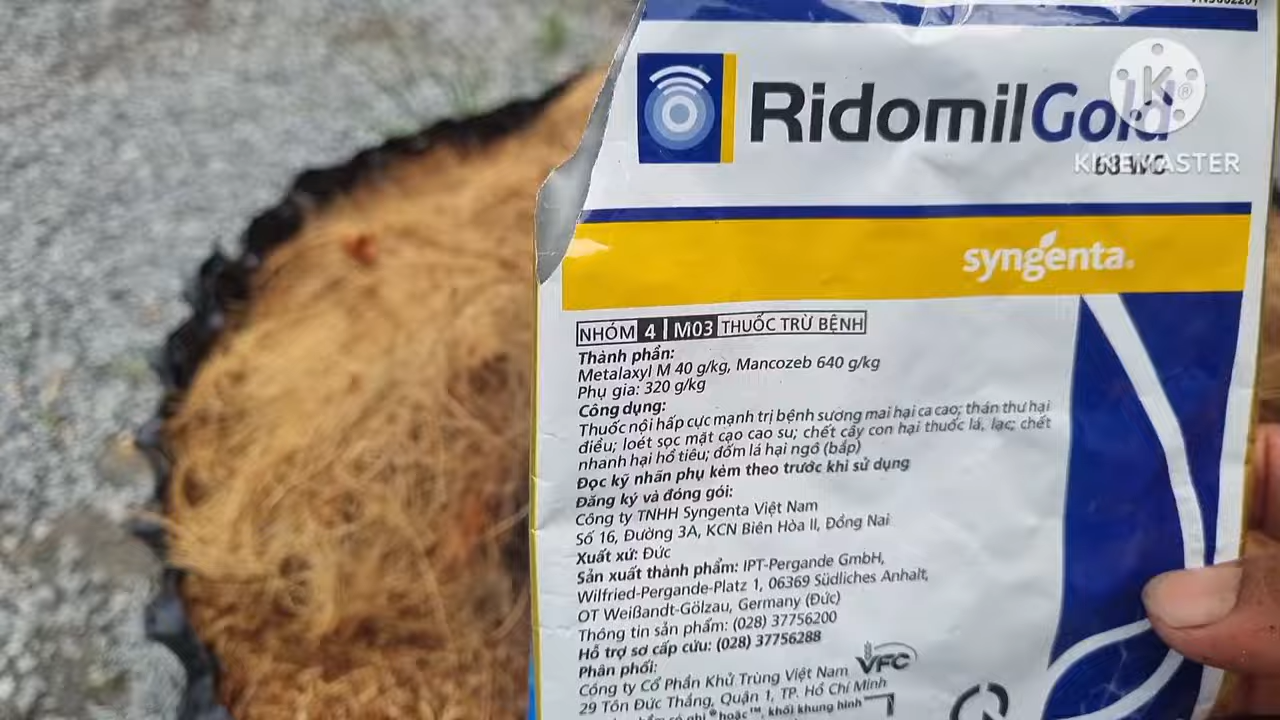 RidomilGold
68 WG
KINEMASTER
syngenta.
NHÓM 4 M03 THUỐC TRỪ BỆNH
Thành phần:
Metalaxyl M 40 g/kg, Mancozeb 640 g/kg
Phụ gia: 320 g/kg
Công dụng:
Thuốc nội hấp cực mạnh trị bệnh sương mai hại ca cao; thán thư hại
điều; loét sọc mặt cạo cao su; chết cây con hại thuốc lá, lạc; chết
nhanh hại hồ tiêu; đốm lá hại ngô (bắp)
Đọc kỹ nhãn phụ kèm theo trước khi sử dụng
Đăng ký và đóng gói:
Công ty TNHH Syngenta Việt Nam
Số 16, Đường 3A, KCN Biên Hòa II, Đồng Nai
Xuất xứ: Đức
Sản xuất thành phẩm: IPT-Pergande GmbH,
Wilfried-Pergande-Platz 1, 06369 Südliches Anhalt,
OT Weißandt-Gölzau, Germany (Đức)
Thông tin sản phẩm: (028) 37756200
Hỗ trợ sơ cấp cứu: (028) 37756288
Phân phối:
Công ty Cổ Phần Khử Trùng Việt Nam VFC
29 Tôn Đức Thắng, Quận 1, TP. Hồ Chí Minh
hoặc ™, khối khung hình